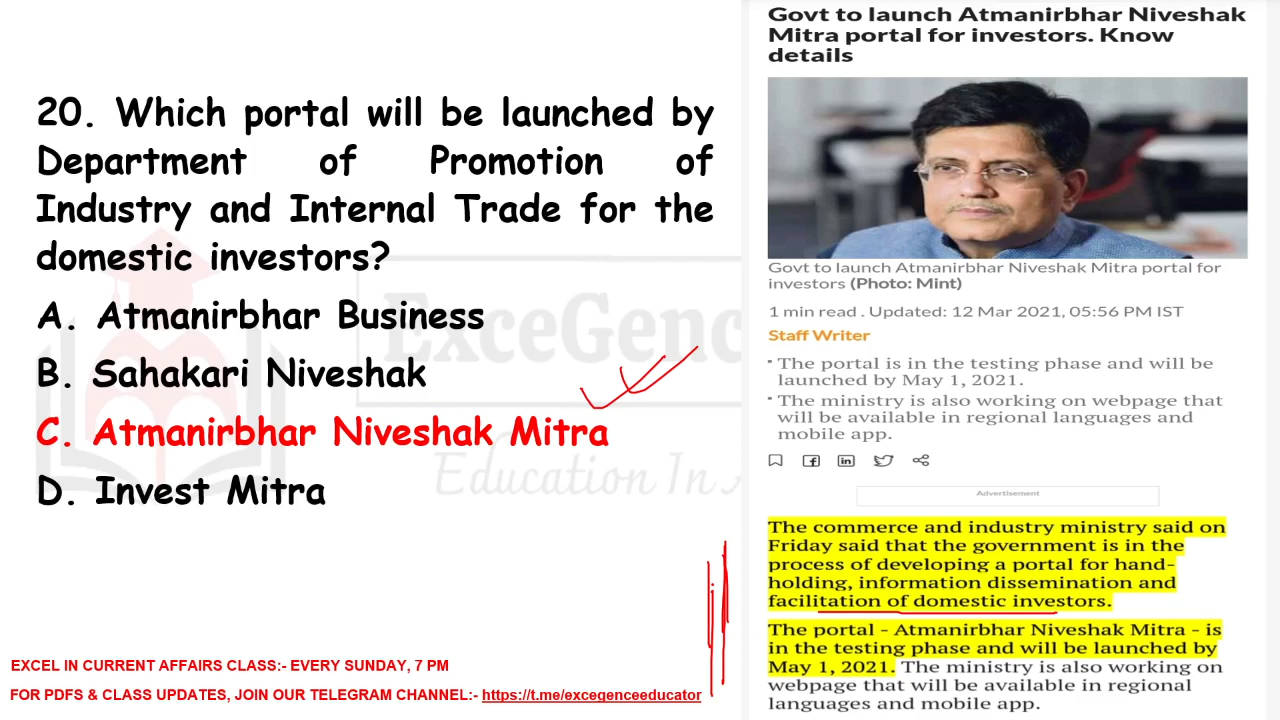 20. Which portal will be launched by
Department of Promotion of
Industry and Internal Trade for the
domestic investors?
A. Atmanirbhar Business
B. Sahakari Niveshak
C. Atmanirbhar Niveshak Mitra
D. Invest Mitra
ExceGenc
Education In
EXCEL IN CURRENT AFFAIRS CLASS:- EVERY SUNDAY, 7 PM
FOR PDFS & CLASS UPDATES, JOIN OUR TELEGRAM CHANNEL:- https://t.me/excegenceeducator
Govt to launch Atmanirbhar Niveshak
Mitra portal for investors. Know
details
Govt to launch Atmanirbhar Niveshak Mitra portal for
investors (Photo: Mint)
1 min read . Updated: 12 Mar 2021, 05:56 PM IST
Staff Writer
The portal is in the testing phase and will be
launched by May 1, 2021.
The ministry is also working on webpage that
will be available in regional languages and
mobile app.
Advertisement
The commerce and industry ministry said on
Friday said that the government is in the
process of developing a portal for hand-
holding, information dissemination and
facilitation of domestic investors.
The portal - Atmanirbhar Niveshak Mitra - is
in the testing phase and will be launched by
May 1, 2021. The ministry is also working on
webpage that will be available in regional
languages and mobile app.